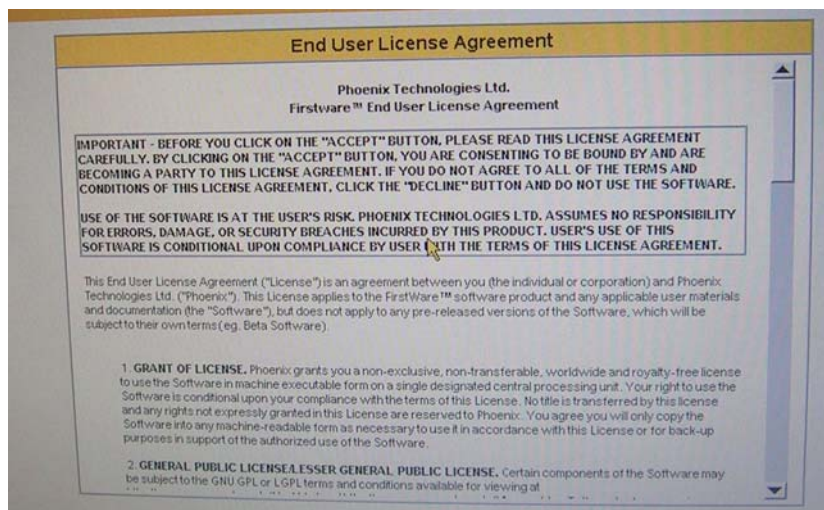 End User License Agreement
Phoenix Technologies Ltd.
Firstware™ End User License Agreement
IMPORTANT - BEFORE YOU CLICK ON THE "ACCEPT" BUTTON, PLEASE READ THIS LICENSE AGREEMENT
CAREFULLY. BY CLICKING ON THE "ACCEPT" BUTTON, YOU ARE CONSENTING TO BE BOUND BY AND ARE
BECOMING A PARTY TO THIS LICENSE AGREEMENT. IF YOU DO NOT AGREE TO ALL OF THE TERMS AND
CONDITIONS OF THIS LICENSE AGREEMENT, CLICK THE "DECLINE" BUTTON AND DO NOT USE THE SOFTWARE.
USE OF THE SOFTWARE IS AT THE USER'S RISK. PHOENIX TECHNOLOGIES LTD. ASSUMES NO RESPONSIBILITY
FOR ERRORS, DAMAGE, OR SECURITY BREACHES INCURRED BY THIS PRODUCT. USER'S USE OF THIS
SOFTWARE IS CONDITIONAL UPON COMPLIANCE BY USER WITH THE TERMS OF THIS LICENSE AGREEMENT.
This End User License Agreement ("License") is an agreement between you (the individual or corporation) and Phoenix
Technologies Ltd. ("Phoenix"). This License applies to the FirstWare™ software product and any applicable user materials
and documentation (the "Software"), but does not apply to any pre-released versions of the Software, which will be
subject to their own terms (eg. Beta Software).
1. GRANT OF LICENSE. Phoenix grants you a non-exclusive, non-transferable, worldwide and royalty-free license
to use the Software in machine executable form on a single designated central processing unit. Your right to use the
Software is conditional upon your compliance with the terms of this License. No title is transferred by this license
and any rights not expressly granted in this License are reserved to Phoenix. You agree you will only copy the
Software into any machine-readable form as necessary to use it in accordance with this License or for back-up
purposes in support of the authorized use of the Software.
2. GENERAL PUBLIC LICENSE/LESSER GENERAL PUBLIC LICENSE. Certain components of the Software may
be subject to the GNU GPL or LGPL terms and conditions available for viewing at